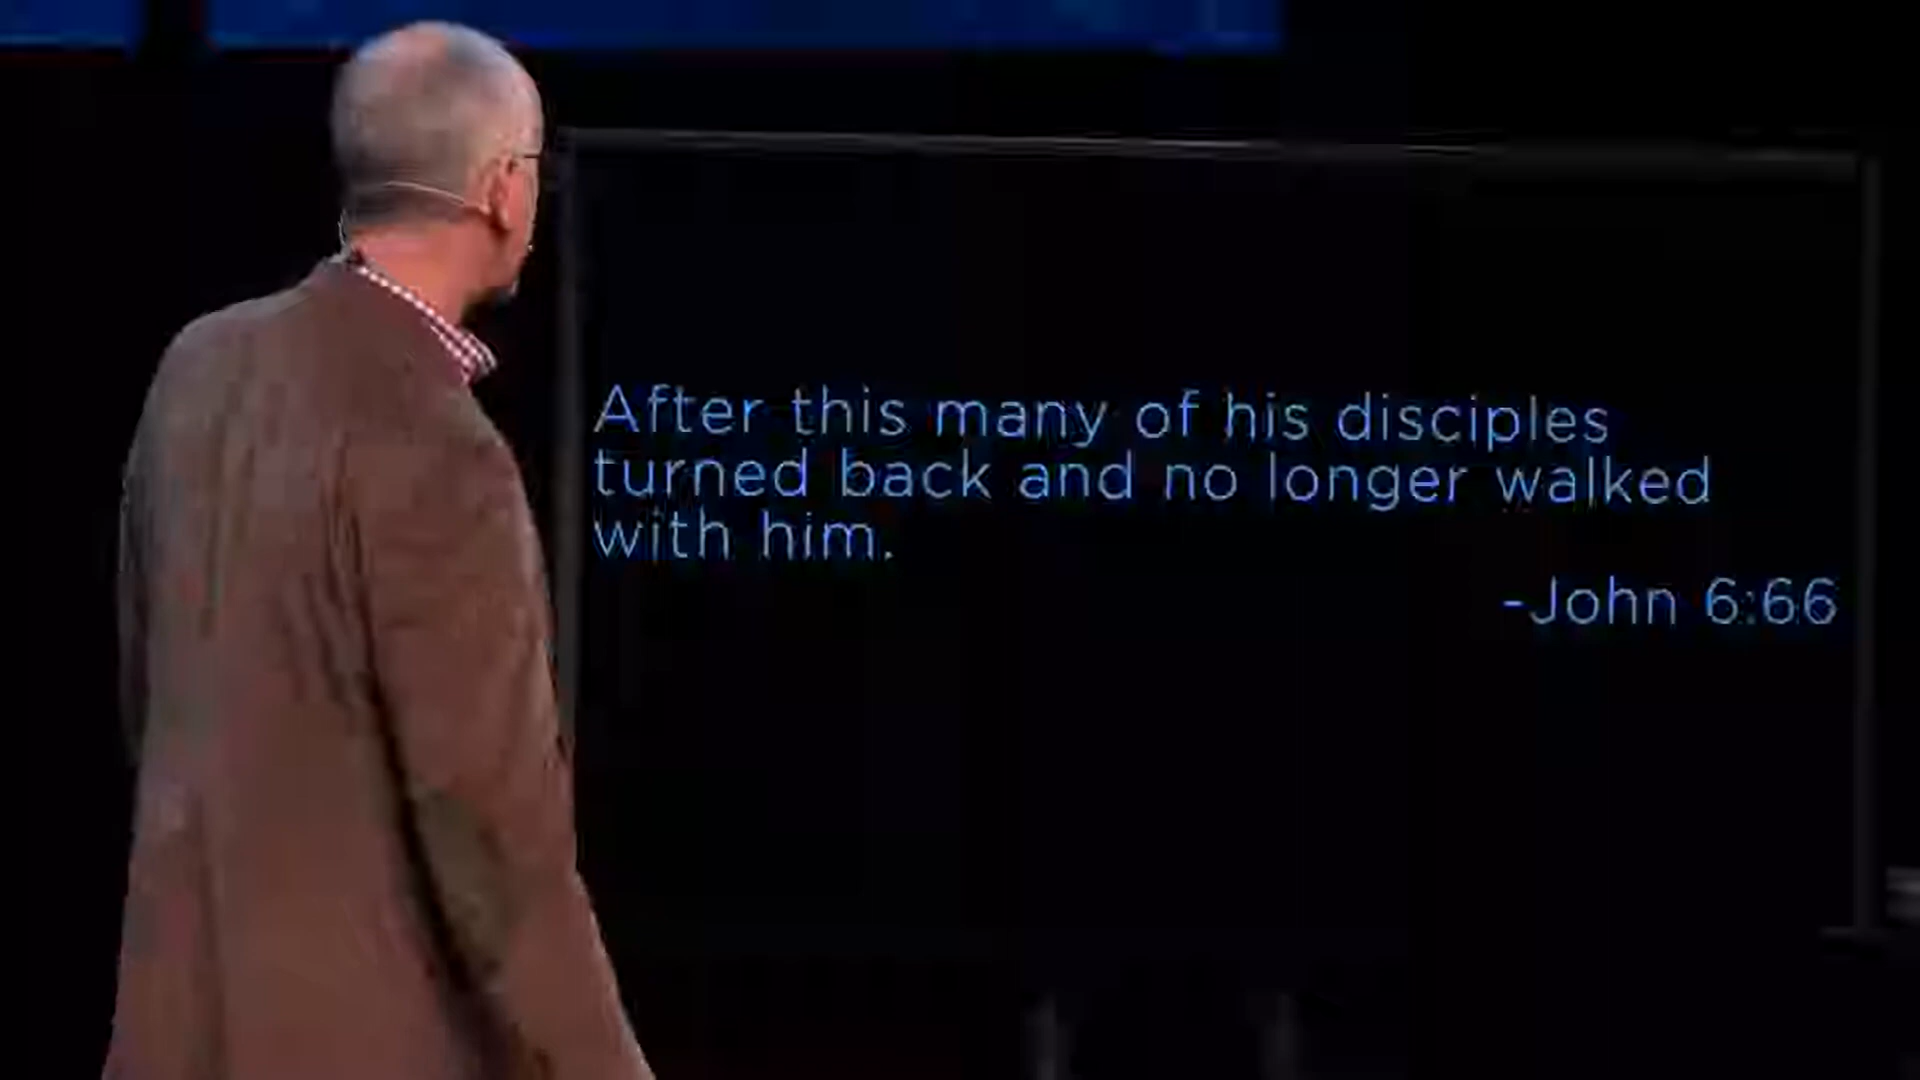 After this many of his disciples
turned back and no longer walked
with him.
-John 6:66